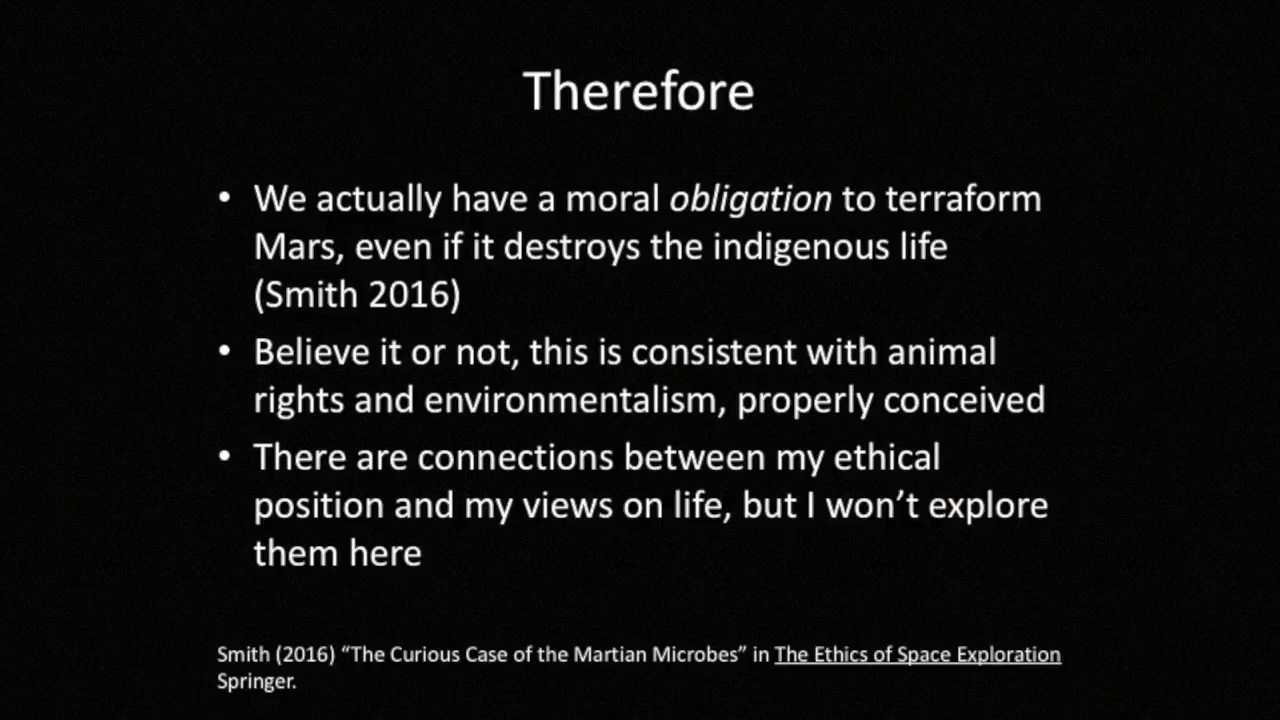 Therefore
• We actually have a moral obligation to terraform
Mars, even if it destroys the indigenous life
(Smith 2016)
• Believe it or not, this is consistent with animal
rights and environmentalism, properly conceived
• There are connections between my ethical
position and my views on life, but I won’t explore
them here
Smith (2016) “The Curious Case of the Martian Microbes” in The Ethics of Space Exploration
Springer.